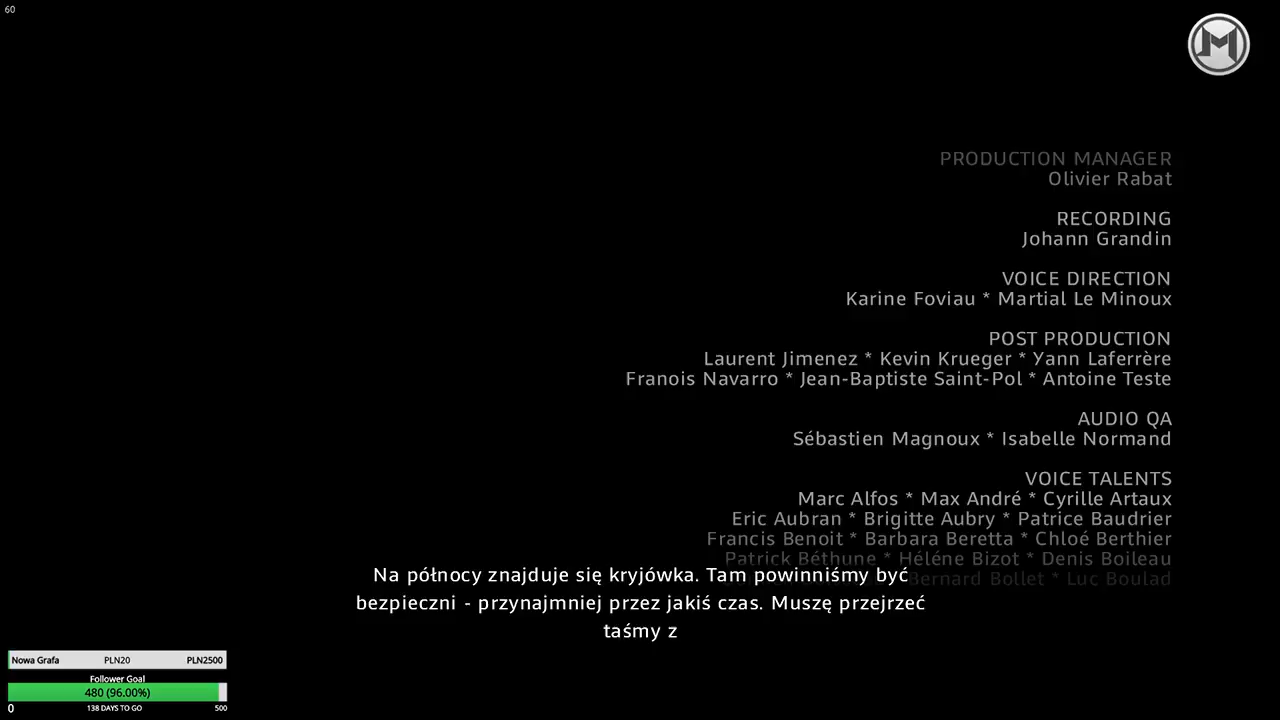 60
M
PRODUCTION MANAGER
Olivier Rabat
RECORDING
Johann Grandin
VOICE DIRECTION
Karine Foviau * Martial Le Minoux
POST PRODUCTION
Laurent Jimenez * Kevin Krueger * Yann Laferrère
Franois Navarro * Jean-Baptiste Saint-Pol * Antoine Teste
AUDIO QA
Sébastien Magnoux * Isabelle Normand
VOICE TALENTS
Marc Alfos * Max André * Cyrille Artaux
Eric Aubran * Brigitte Aubry * Patrice Baudrier
Francis Benoit * Barbara Beretta * Chloé Berthier
Patrick Béthune * Héléne Bizot * Denis Boileau
Bernard Bollet * Luc Boulad
Na północy znajduje się kryjówka. Tam powinniśmy być
bezpieczni - przynajmniej przez jakiś czas. Muszę przejrzeć
taśmy z
Nowa Grafa PLN20 PLN2500
Follower Goal
480 (96.00%)
0 138 DAYS TO GO 500